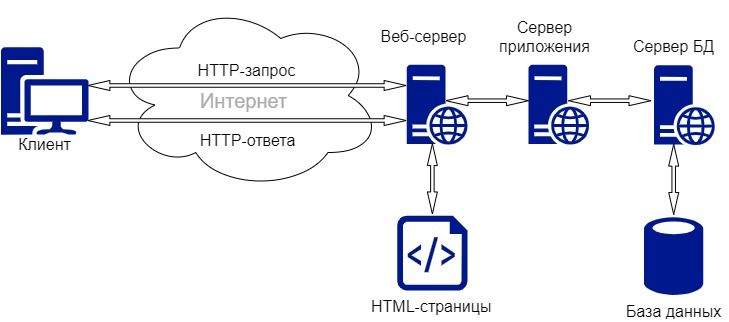 Веб-сервер
Сервер
приложения
Сервер БД
HTTP-запрос
Интернет
HTTP-ответа
Клиент
HTML-страницы
База данных